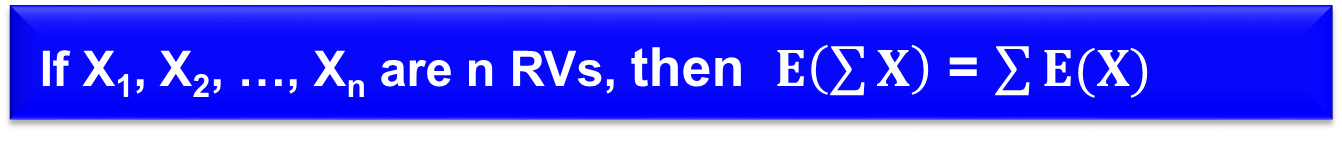 If X₁, X₂, …, Xₙ are n RVs, then E(∑ X) = ∑ E(X)